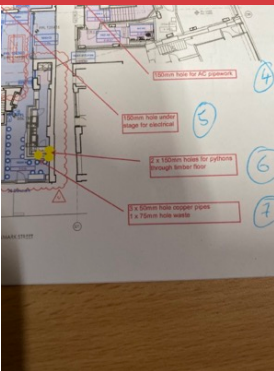 150mm hole for AC pipework
4
100mm hole under
stage for electrical
5
2 x 150mm holes for pythons
through timber floor
6
3 x 50mm hole copper pipes
1 x 75mm hole waste
7